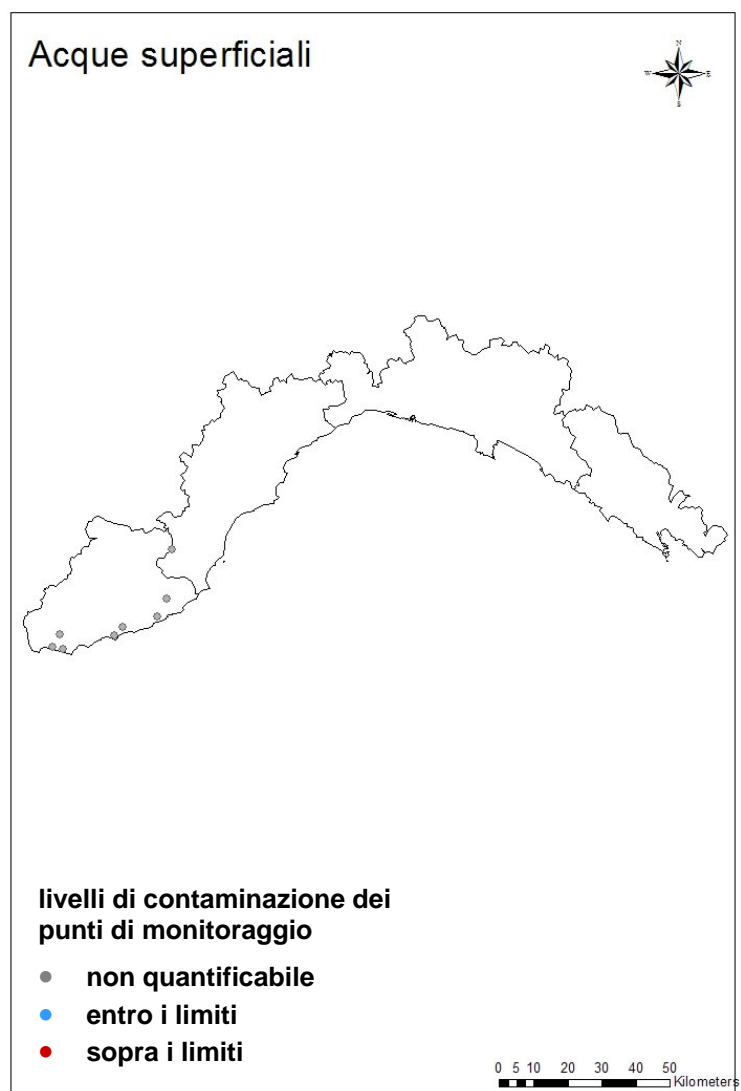 Acque superficiali
N
W E
S
livelli di contaminazione dei
punti di monitoraggio
non quantificabile
entro i limiti
sopra i limiti
0 5 10 20 30 40 50
Kilometers